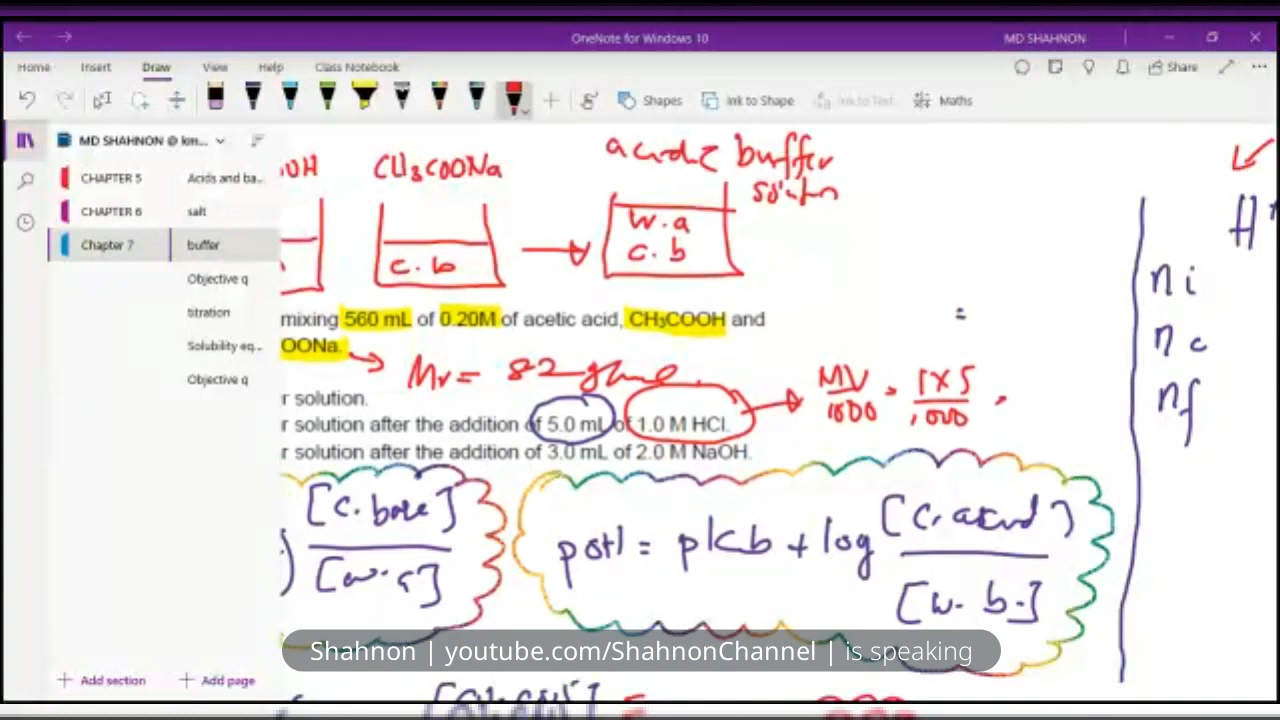 OneNote for Windows 10
MD SHAHNON
Home Insert Draw View Help Class Notebook
Share
Shapes Ink to Shape Ink to Text Maths
MD SHAHNON @ km...
CHAPTER 5
CHAPTER 6
Chapter 7
Acids and ba...
salt
buffer
Objective q
titration
Solubility eq...
Objective q
Add section
Add page
OH
CH3COONa
acidic buffer
solution
c.b
w.a
c.b
mixing 560 mL of 0.20M of acetic acid, CH₃COOH and
OONa.
Mr = 82 g/mol
r solution.
r solution after the addition of 5.0 mL of 1.0 M HCl.
r solution after the addition of 3.0 mL of 2.0 M NaOH.
MV
1000
=
1 x 5
1000
=
=
H+
ni
nc
nf
) [c. base]
[w.a]
pOH = pKb + log [c. acid]
[w. b.]
Shahnon | youtube.com/ShahnonChannel | is speaking